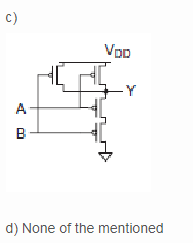 c)
VDD
Y
A
B
d) None of the mentioned